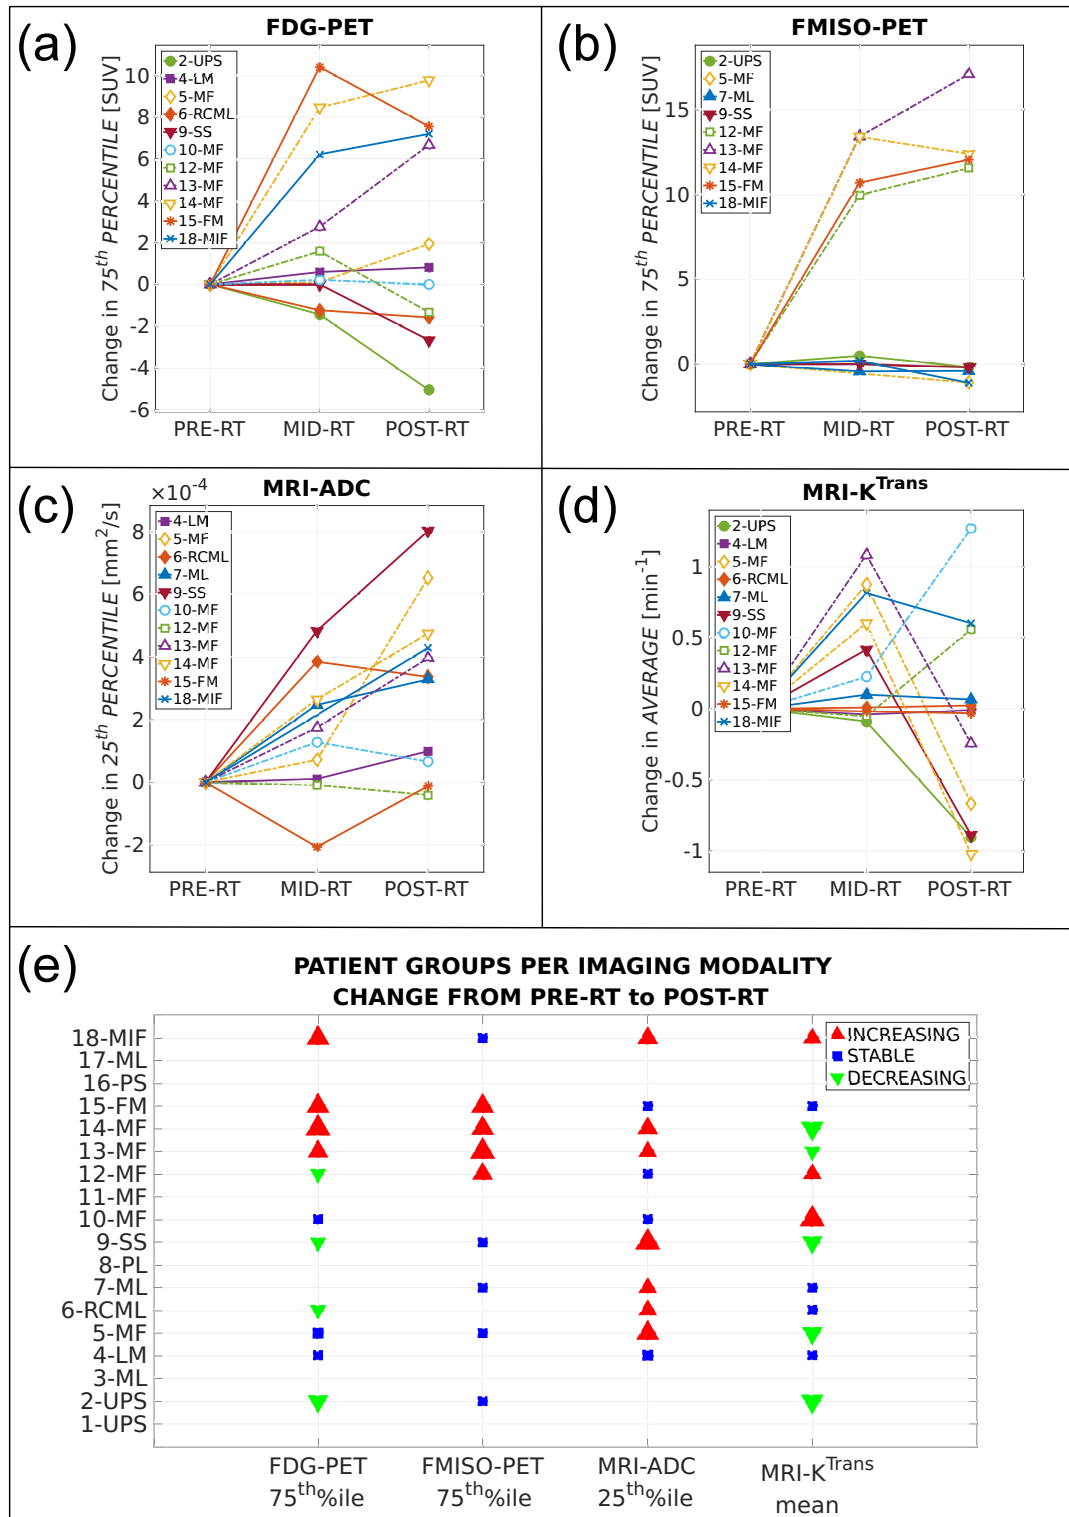 (a)
FDG-PET
Change in 75th PERCENTILE [SUV]
10
8
6
4
2
0
-2
-4
-6
2-UPS
4-LM
5-MF
6-RCML
9-SS
10-MF
12-MF
13-MF
14-MF
15-FM
18-MIF
PRE-RT MID-RT POST-RT
(b)
FMISO-PET
Change in 75th PERCENTILE [SUV]
15
10
5
0
2-UPS
5-MF
7-ML
9-SS
12-MF
13-MF
14-MF
15-FM
18-MIF
PRE-RT MID-RT POST-RT
(c)
×10-4
MRI-ADC
Change in 25th PERCENTILE [mm2/s]
8
6
4
2
0
-2
4-LM
5-MF
6-RCML
7-ML
9-SS
10-MF
12-MF
13-MF
14-MF
15-FM
18-MIF
PRE-RT MID-RT POST-RT
(d)
MRI-KTrans
Change in AVERAGE [min-1]
1
0.5
0
-0.5
-1
2-UPS
4-LM
5-MF
6-RCML
7-ML
9-SS
10-MF
12-MF
13-MF
14-MF
15-FM
18-MIF
PRE-RT MID-RT POST-RT
(e)
PATIENT GROUPS PER IMAGING MODALITY
CHANGE FROM PRE-RT to POST-RT
INCREASING
STABLE
DECREASING
18-MIF
17-ML
16-PS
15-FM
14-MF
13-MF
12-MF
11-MF
10-MF
9-SS
8-PL
7-ML
6-RCML
5-MF
4-LM
3-ML
2-UPS
1-UPS
FDG-PET FMISO-PET MRI-ADC MRI-KTrans
75th%ile 75th%ile 25th%ile mean